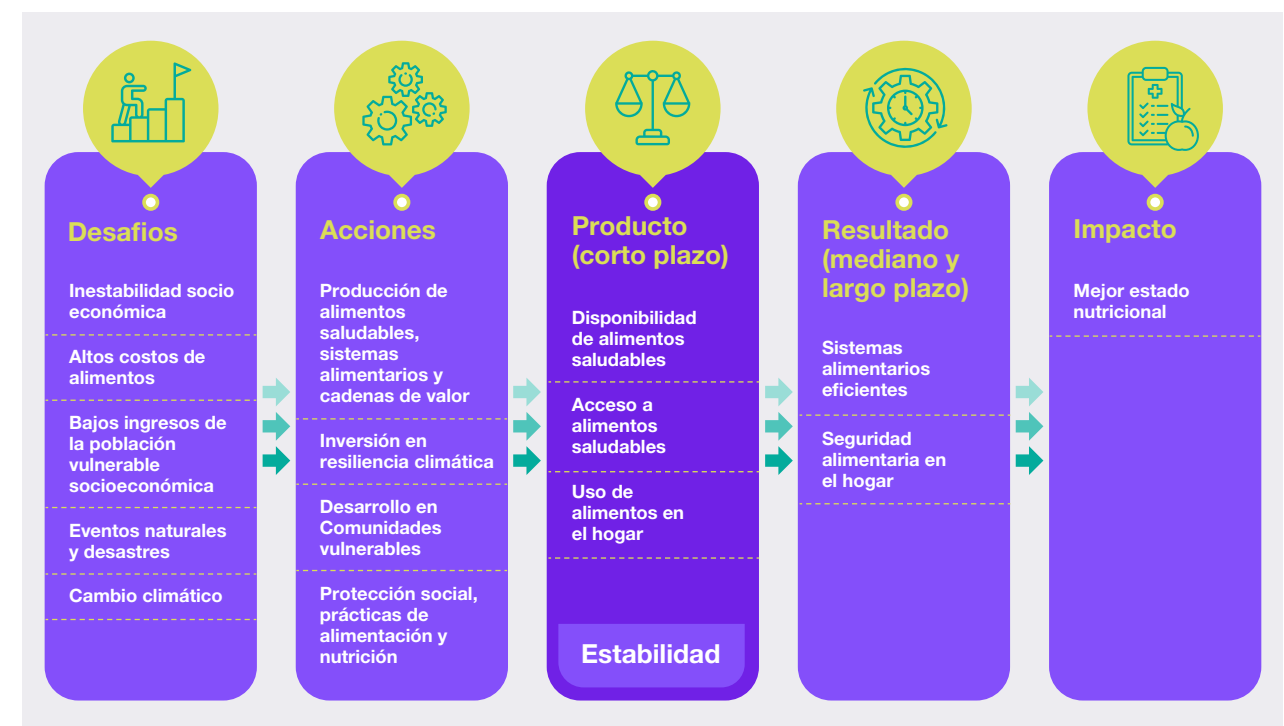 Desafios
Inestabilidad socio
económica
Altos costos de
alimentos
Bajos ingresos de
la población
vulnerable
socioeconómica
Eventos naturales
y desastres
Cambio climático
Acciones
Producción de
alimentos
saludables,
sistemas
alimentarios y
cadenas de valor
Inversión en
resiliencia climática
Desarrollo en
Comunidades
vulnerables
Protección social,
prácticas de
alimentación y
nutrición
Producto
(corto plazo)
Disponibilidad
de alimentos
saludables
Acceso a
alimentos
saludables
Uso de
alimentos en
el hogar
Estabilidad
Resultado
(mediano y
largo plazo)
Sistemas
alimentarios
eficientes
Seguridad
alimentaria en
el hogar
Impacto
Mejor estado
nutricional